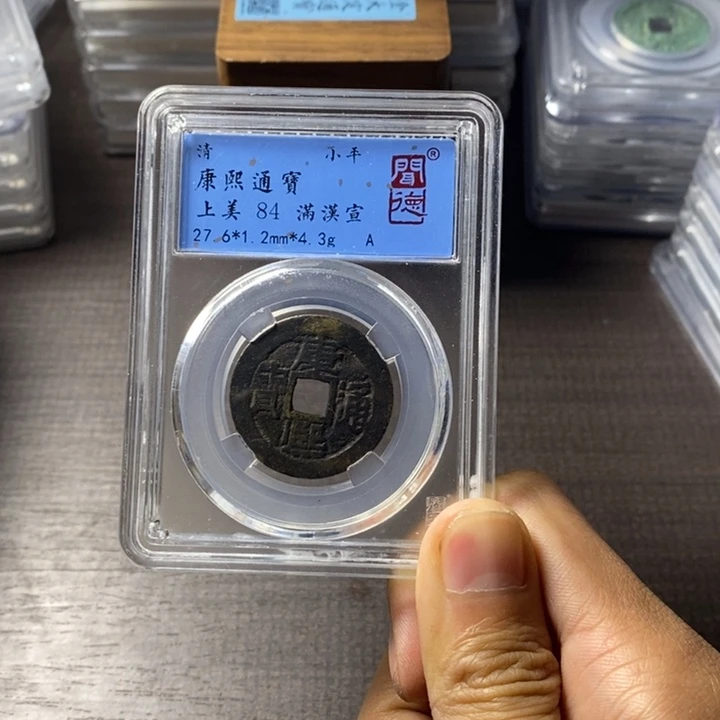 清 小平
康熙通寶
上美 84 滿漢宣
27.6*1.2mm*4.3g A
聞德®
康熙通寶